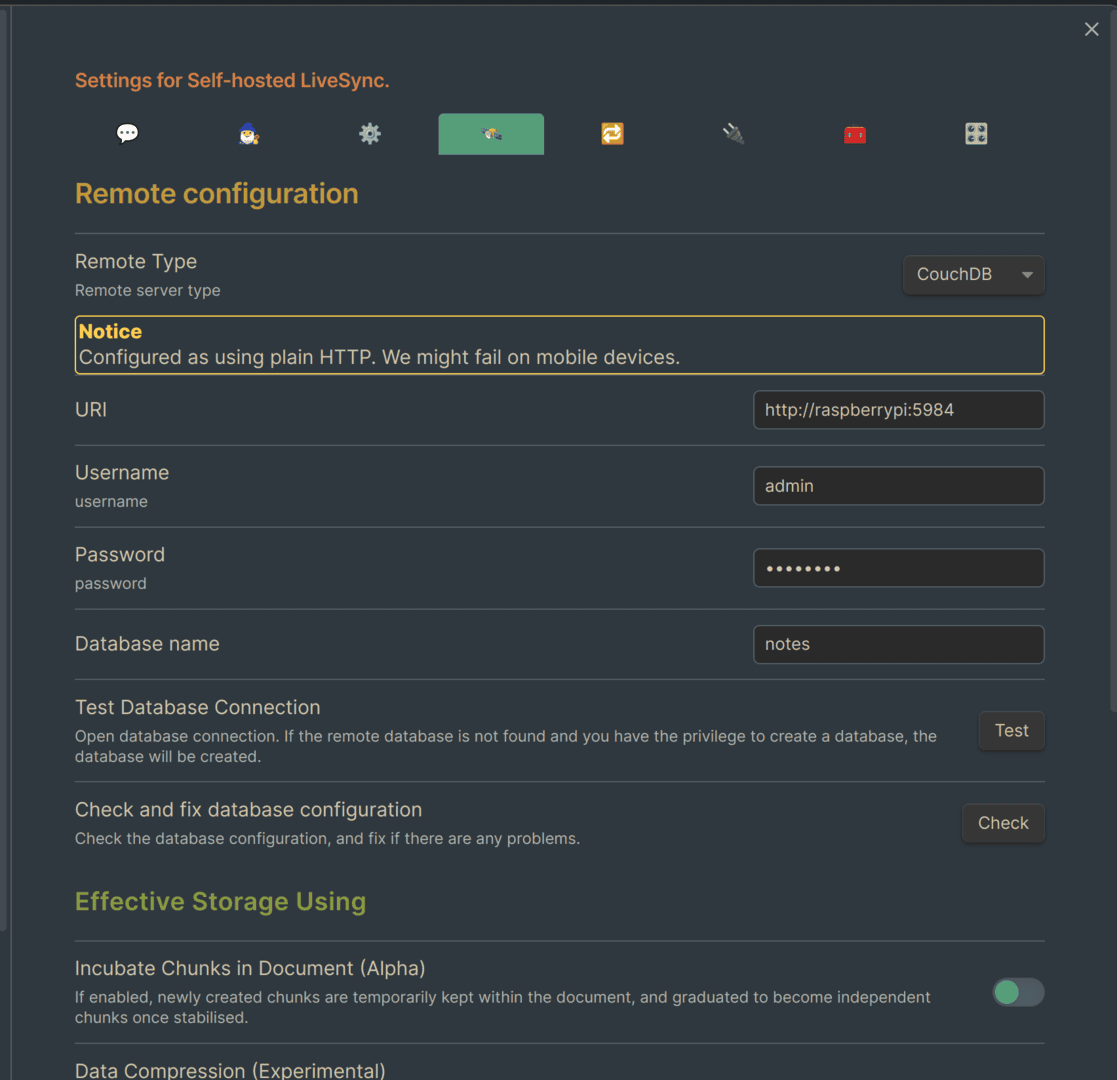 Settings for Self-hosted LiveSync.
Remote configuration
Remote Type
Remote server type
CouchDB
Notice
Configured as using plain HTTP. We might fail on mobile devices.
URI
http://raspberrypi:5984
Username
username
admin
Password
password
••••••••
Database name
notes
Test Database Connection
Open database connection. If the remote database is not found and you have the privilege to create a database, the
database will be created.
Test
Check and fix database configuration
Check the database configuration, and fix if there are any problems.
Check
Effective Storage Using
Incubate Chunks in Document (Alpha)
If enabled, newly created chunks are temporarily kept within the document, and graduated to become independent
chunks once stabilised.
Data Compression (Experimental)